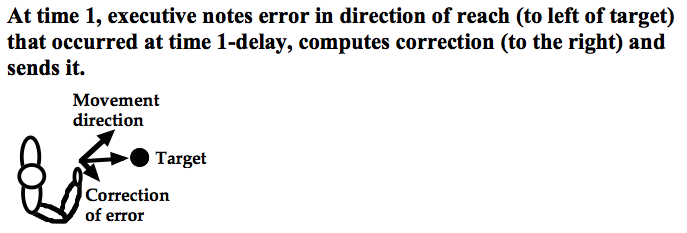 At time 1, executive notes error in direction of reach (to left of target)
that occurred at time 1-delay, computes correction (to the right) and
sends it.
Movement
direction
Target
Correction
of error